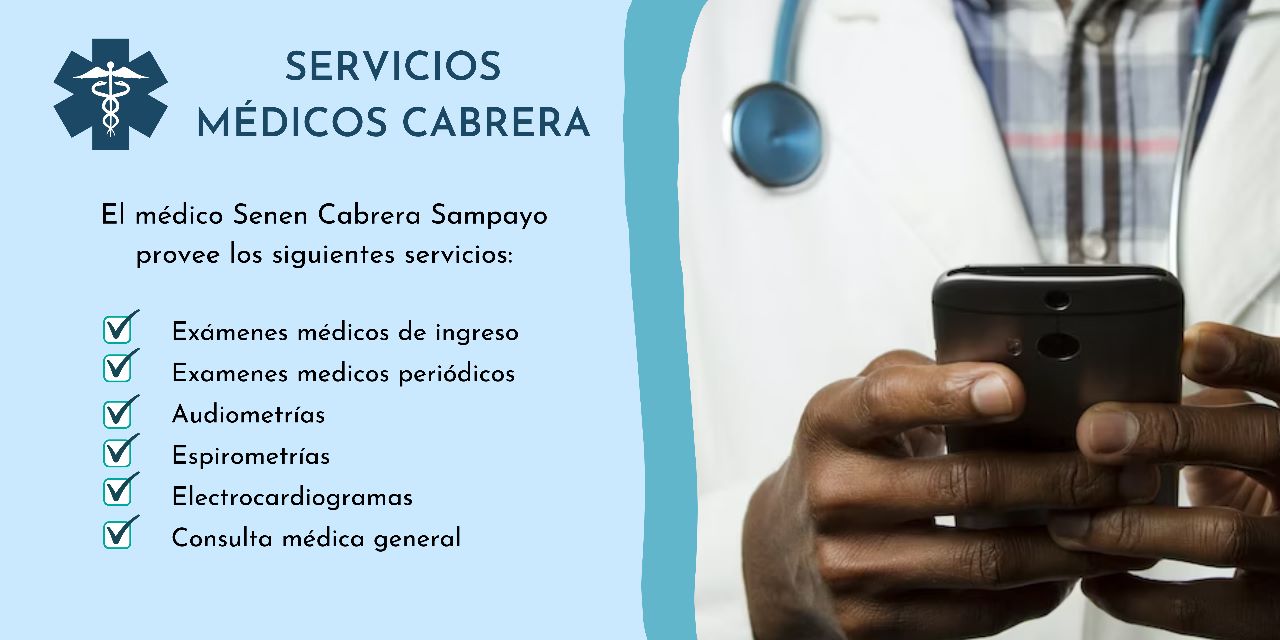 SERVICIOS
MÉDICOS CABRERA
El médico Senen Cabrera Sampayo
provee los siguientes servicios:
Exámenes médicos de ingreso
Examenes medicos periódicos
Audiometrías
Espirometrías
Electrocardiogramas
Consulta médica general